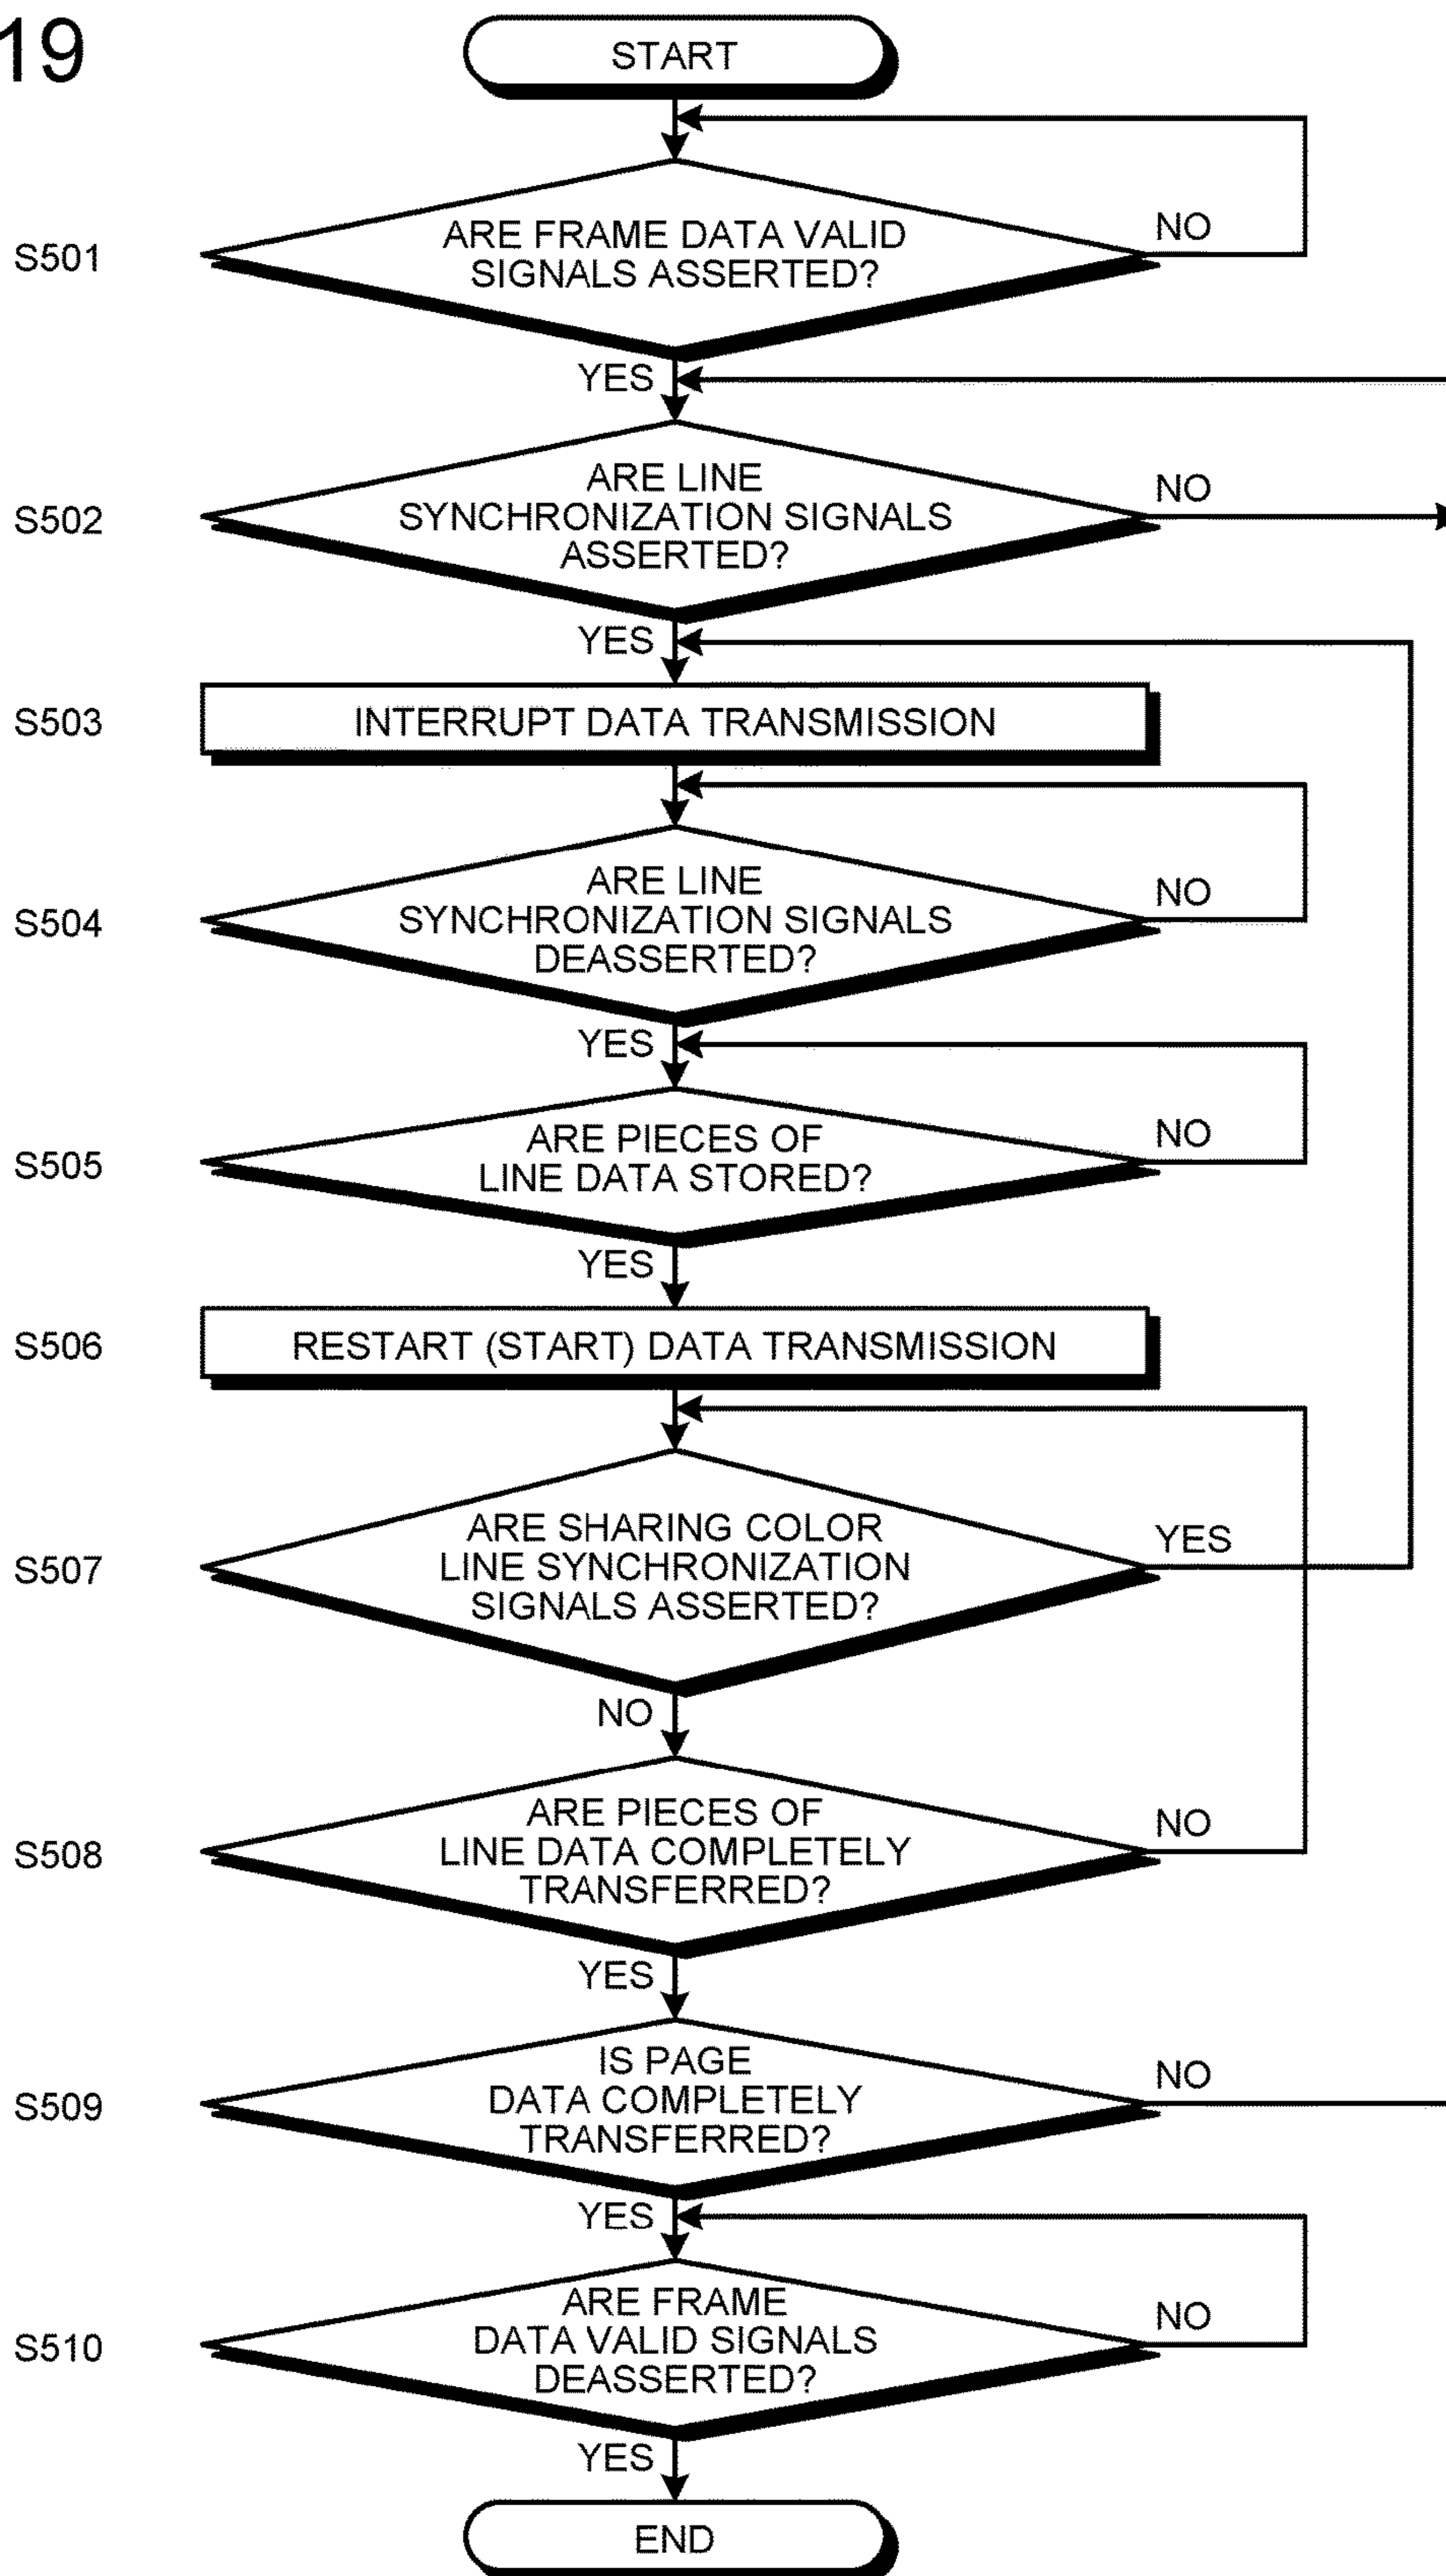 19
START
S501
ARE FRAME DATA VALID
SIGNALS ASSERTED?
NO
YES
S502
ARE LINE
SYNCHRONIZATION SIGNALS
ASSERTED?
NO
YES
S503
INTERRUPT DATA TRANSMISSION
S504
ARE LINE
SYNCHRONIZATION SIGNALS
DEASSERTED?
NO
YES
S505
ARE PIECES OF
LINE DATA STORED?
NO
YES
S506
RESTART (START) DATA TRANSMISSION
S507
ARE SHARING COLOR
LINE SYNCHRONIZATION
SIGNALS ASSERTED?
YES
NO
S508
ARE PIECES OF
LINE DATA COMPLETELY
TRANSFERRED?
NO
YES
S509
IS PAGE
DATA COMPLETELY
TRANSFERRED?
NO
YES
S510
ARE FRAME
DATA VALID SIGNALS
DEASSERTED?
NO
YES
END